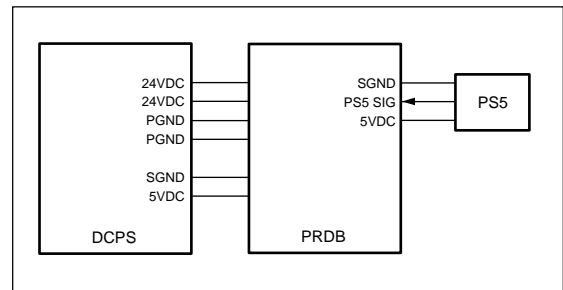 24VDC
24VDC
PGND
PGND
SGND
5VDC
DCPS
SGND
PS5 SIG
5VDC
PRDB
PS5